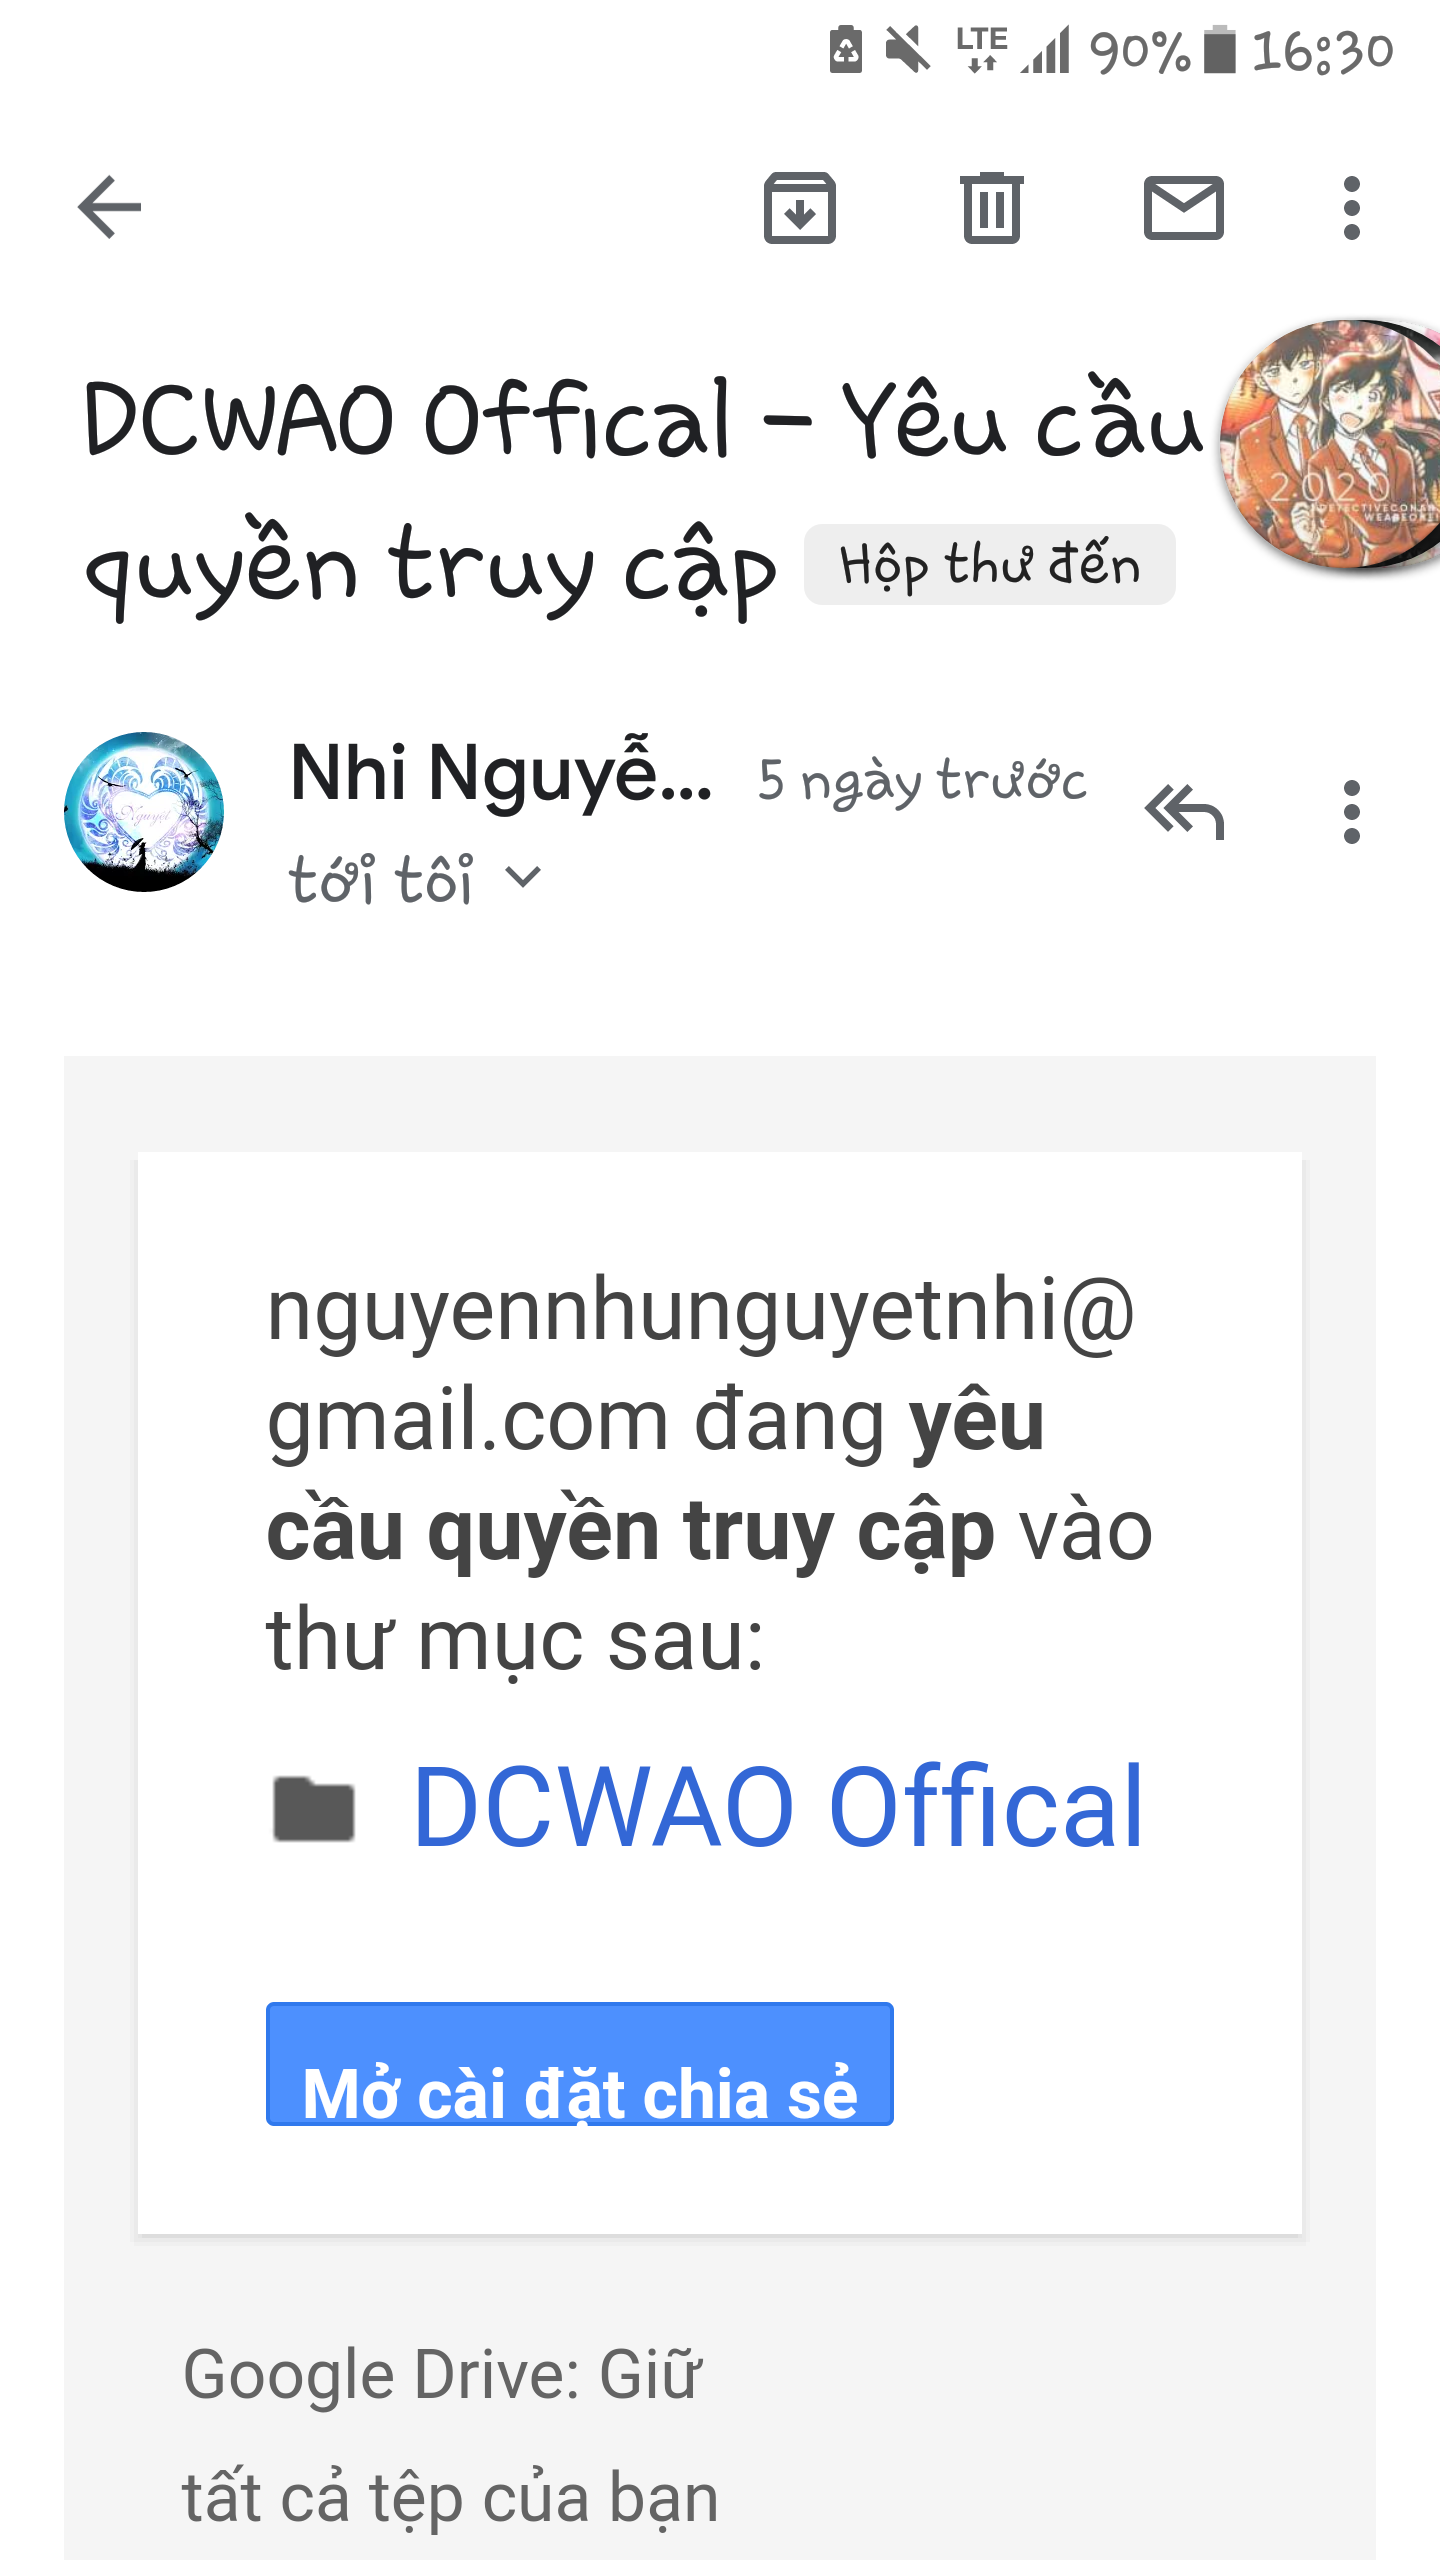 LTE 90% 16:30
DCWAO Offical - Yêu cầu
quyền truy cập Hộp thư đến
2020
Nguyệt
Nhi Nguyễ... 5 ngày trước
tới tôi
nguyennhunguyetnhi@
gmail.com đang yêu
cầu quyền truy cập vào
thư mục sau:
DCWAO Offical
Mở cài đặt chia sẻ
Google Drive: Giữ
tất cả tệp của bạn